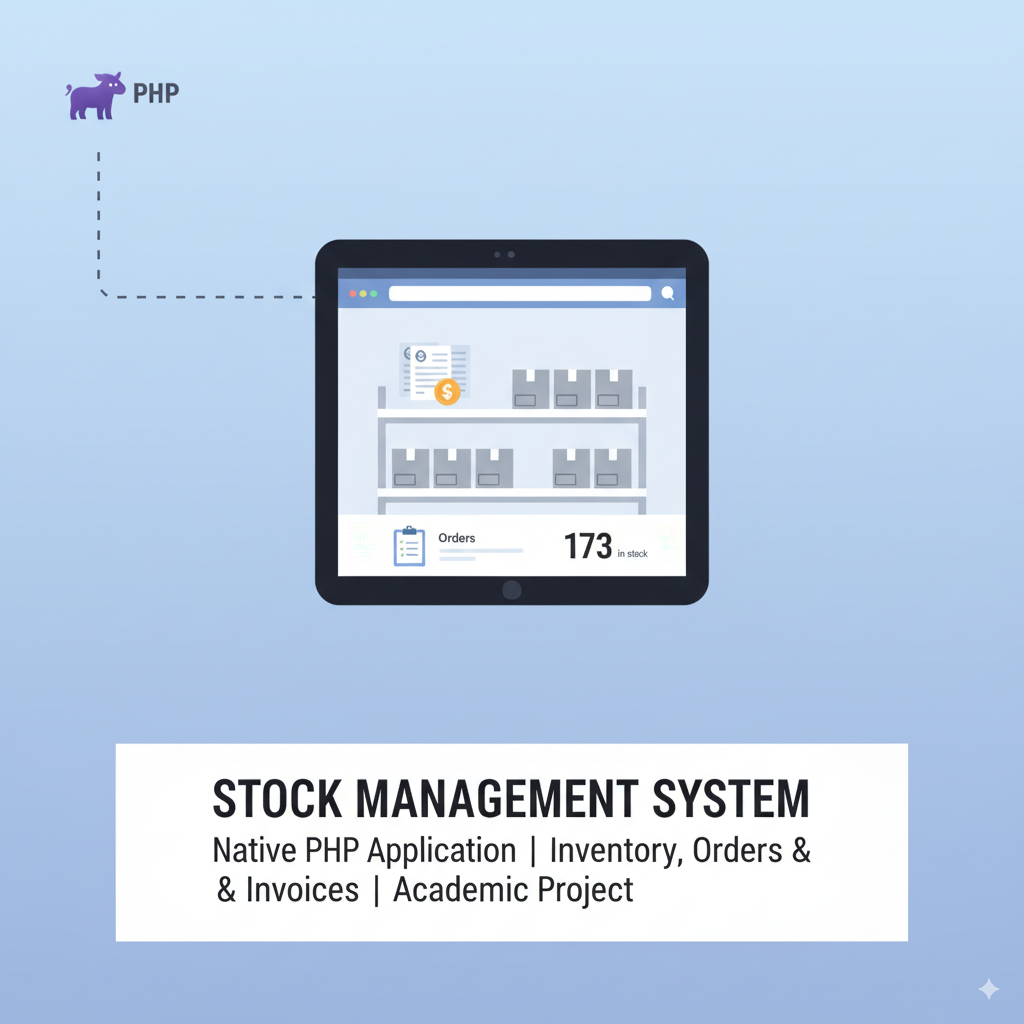 PHP
Orders
173 in stock
STOCK MANAGEMENT SYSTEM
Native PHP Application | Inventory, Orders &
& Invoices | Academic Project